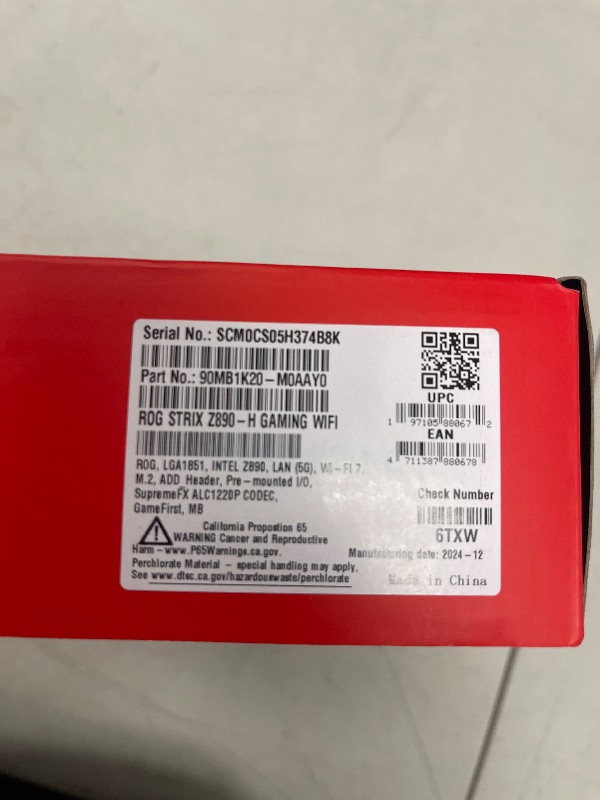 Serial No.: SCM0CS05H374B8K
Part No.: 90MB1K20-M0AAY0
ROG STRIX Z890-H GAMING WIFI
ROG, LGA1851, INTEL Z890, LAN (5G), Wi-Fi 7,
M.2, ADD Header, Pre-mounted I/O,
SupremeFX ALC1220P CODEC,
GameFirst, MB
UPC
1 97105 88067 2
EAN
4 711387 880678
Check Number
6TXW
California Propostion 65
WARNING Cancer and Reproductive
Harm - www.P65Warnings.ca.gov.
Manufacturing date: 2024-12
Perchlorate Material - special handling may apply,
See www.dtsc.ca.gov/hazardouswaste/perchlorate
Made in China